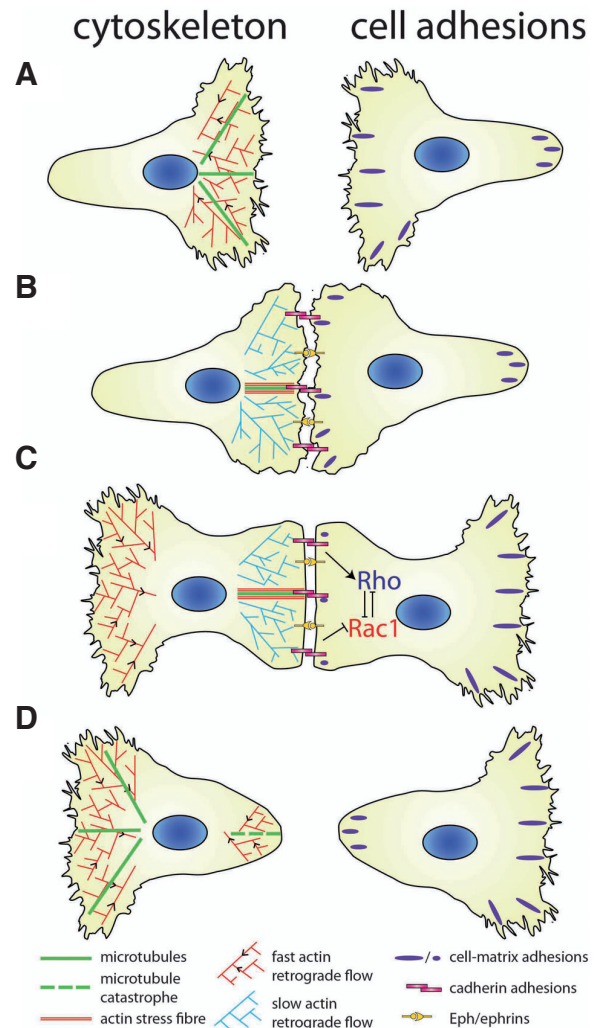 cytoskeleton cell adhesions
A
B
C
Rho
Rac1
D
microtubules
microtubule
catastrophe
actin stress fibre
fast actin
retrograde flow
slow actin
retrograde flow
/ cell-matrix adhesions
cadherin adhesions
Eph/ephrins